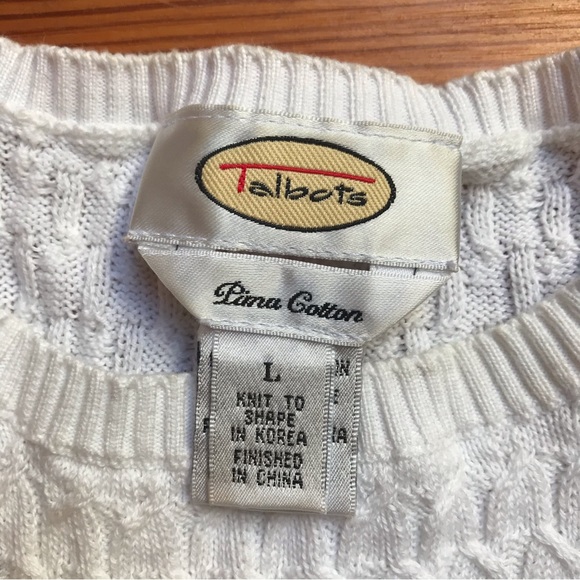 Talbots
Pima Cotton
L
KNIT TO
SHAPE
IN KOREA
FINISHED
IN CHINA